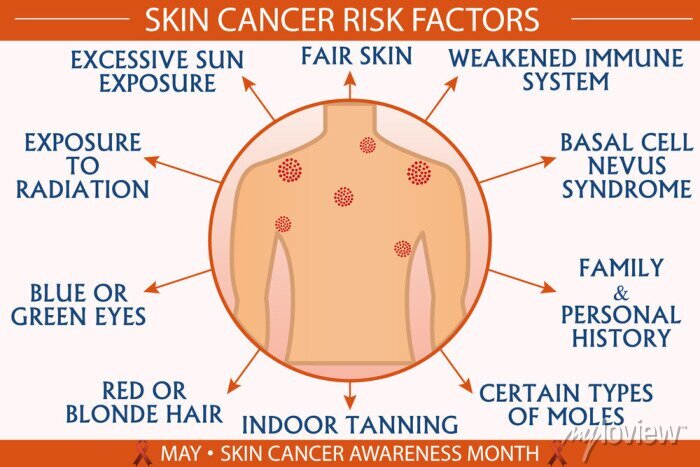 SKIN CANCER RISK FACTORS
EXCESSIVE SUN
EXPOSURE
FAIR SKIN
WEAKENED IMMUNE
SYSTEM
EXPOSURE
TO
RADIATION
BASAL CELL
NEVUS
SYNDROME
BLUE OR
GREEN EYES
FAMILY
&
PERSONAL
HISTORY
RED OR
BLONDE HAIR
INDOOR TANNING
CERTAIN TYPES
OF MOLES
MAY • SKIN CANCER AWARENESS MONTH
myloview